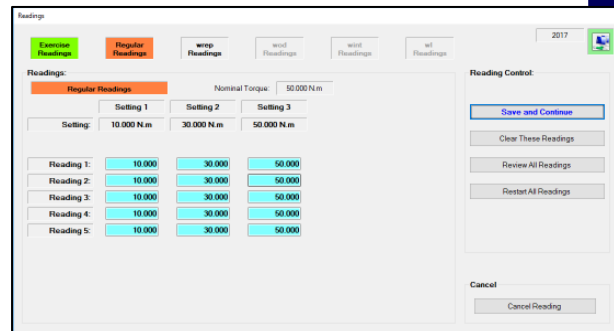 Readings
Exercise Readings
Regular Readings
wrep Readings
wod Readings
wint Readings
wl Readings
2017
Readings:
Regular Readings
Nominal Torque: 50.000 N.m
Setting 1 Setting 2 Setting 3
Setting: 10.000 N.m 30.000 N.m 50.000 N.m
Reading 1: 10.000 30.000 50.000
Reading 2: 10.000 30.000 50.000
Reading 3: 10.000 30.000 50.000
Reading 4: 10.000 30.000 50.000
Reading 5: 10.000 30.000 50.000
Reading Control:
Save and Continue
Clear These Readings
Review All Readings
Restart All Readings
Cancel
Cancel Reading